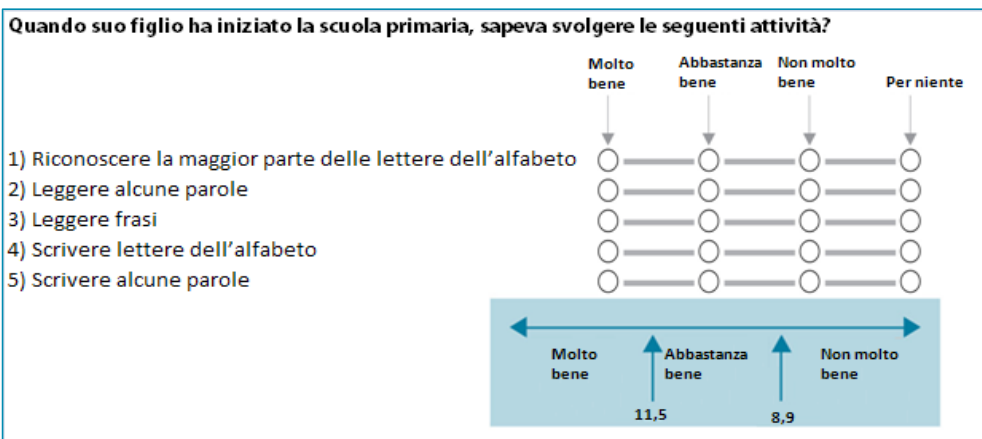 Quando suo figlio ha iniziato la scuola primaria, sapeva svolgere le seguenti attività?
Molto bene
Abbastanza bene
Non molto bene
Per niente
1) Riconoscere la maggior parte delle lettere dell'alfabeto
2) Leggere alcune parole
3) Leggere frasi
4) Scrivere lettere dell'alfabeto
5) Scrivere alcune parole
Molto bene
Abbastanza bene
Non molto bene
11,5
8,9